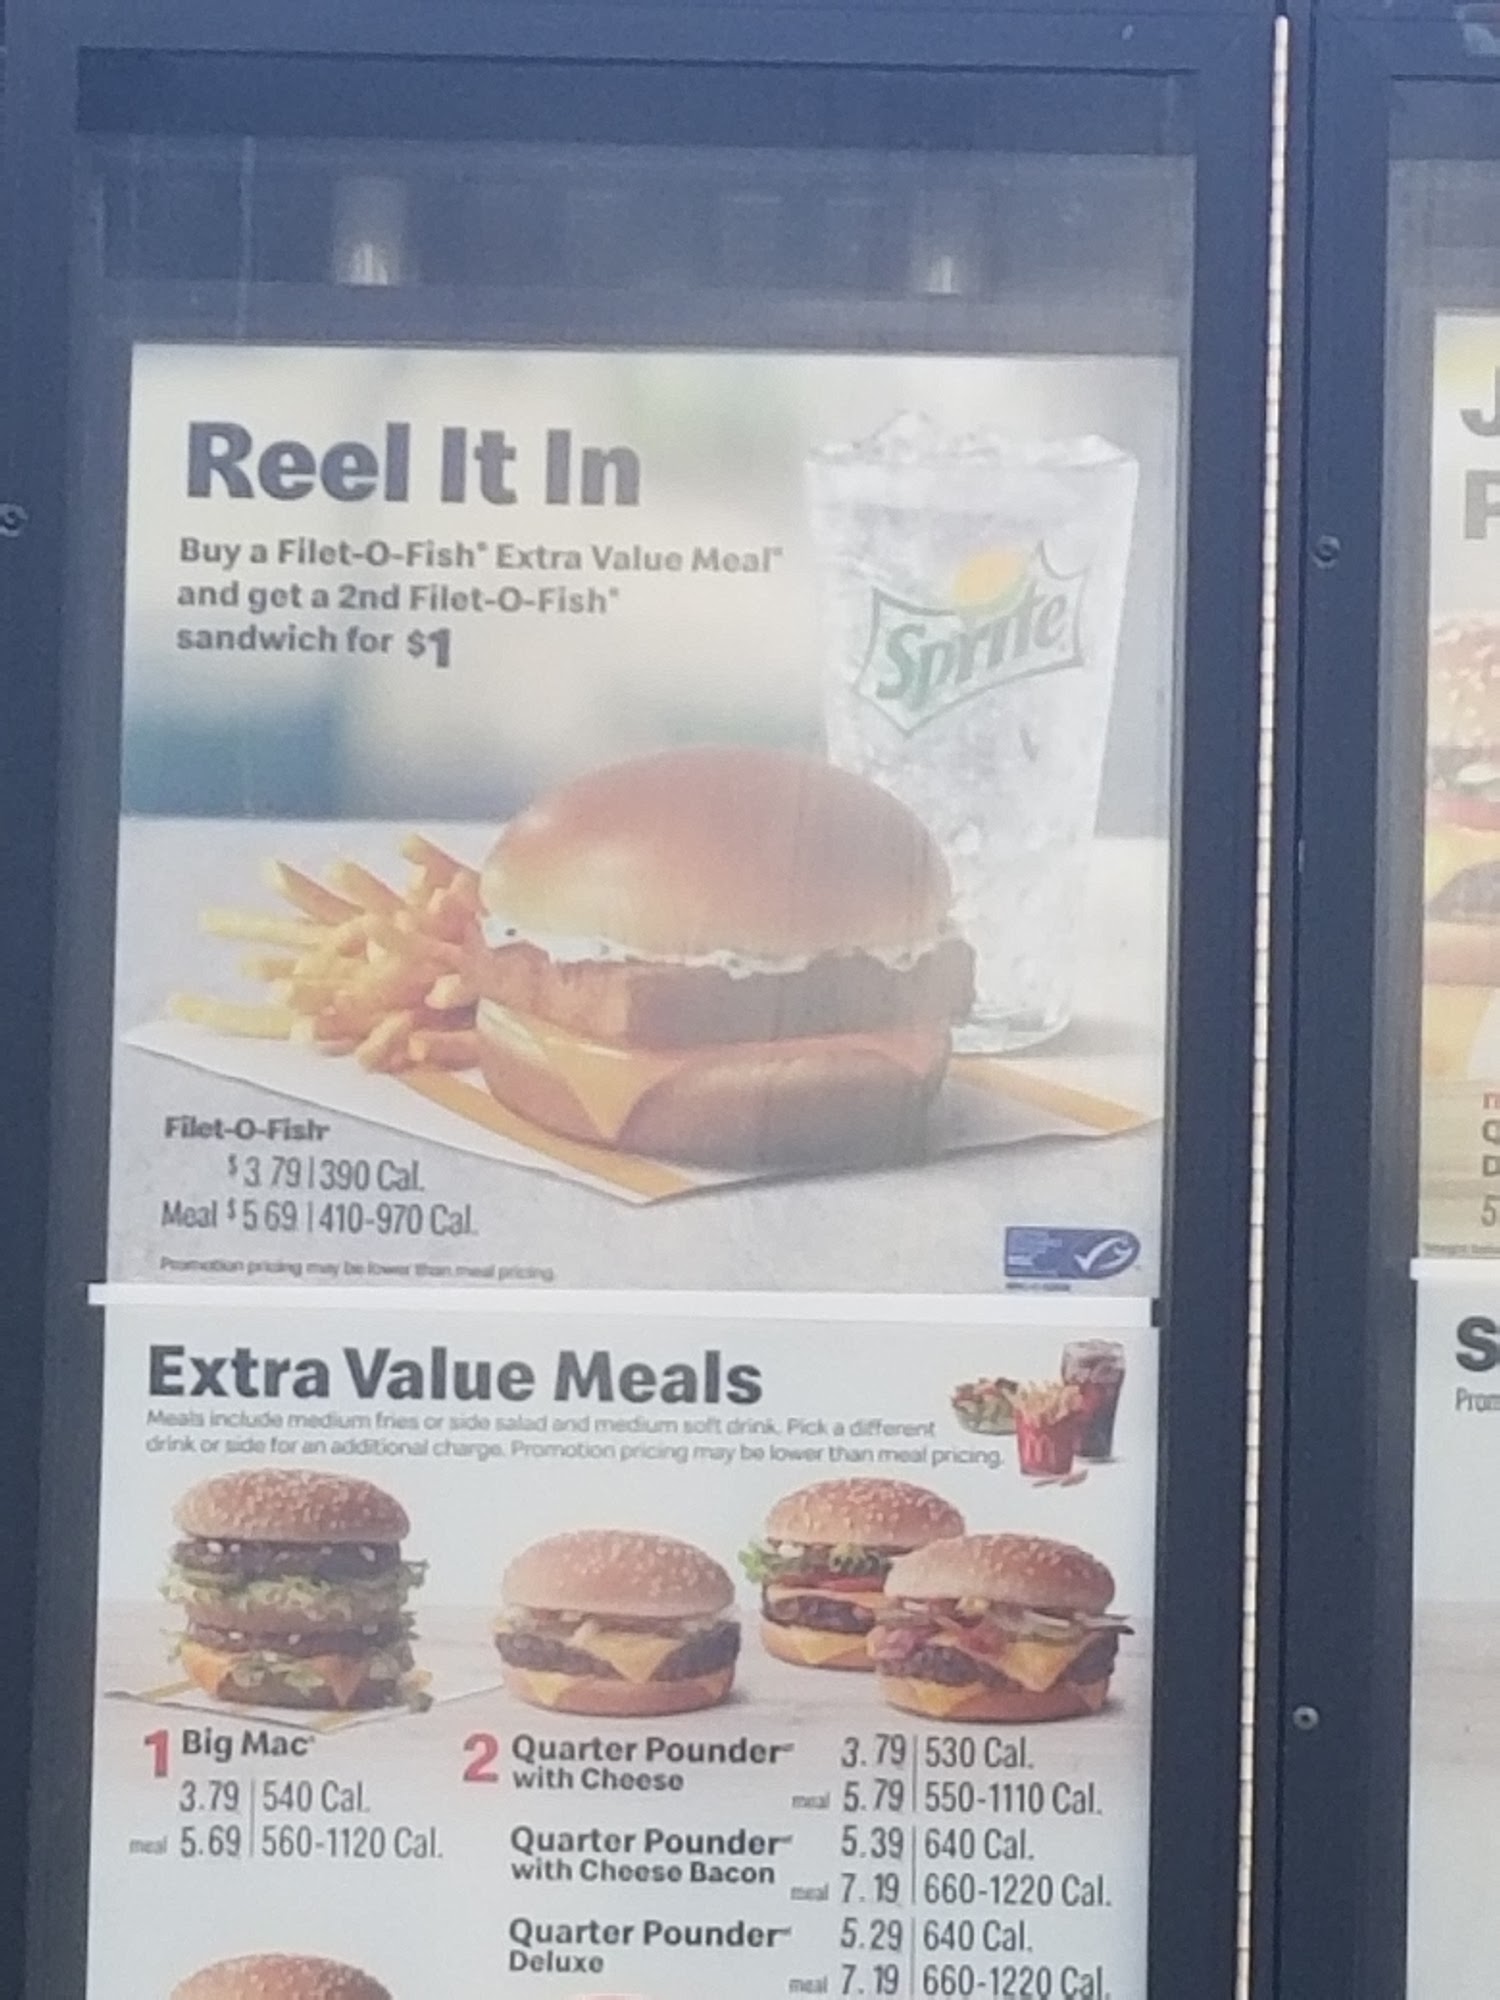 Reel It In
Buy a Filet-O-Fish® Extra Value Meal®
and get a 2nd Filet-O-Fish®
sandwich for $1
Sprite
Filet-O-Fish
$3.79 | 390 Cal.
Meal $5.69 | 410-970 Cal.
Promotion pricing may be lower than meal pricing.
Extra Value Meals
Meals include medium fries or side salad and medium soft drink. Pick a different
drink or side for an additional charge. Promotion pricing may be lower than meal pricing.
1 Big Mac
3.79 | 540 Cal.
meal 5.69 | 560-1120 Cal.
2 Quarter Pounder 3.79 | 530 Cal.
with Cheese
meal 5.79 | 550-1110 Cal.
Quarter Pounder 5.39 | 640 Cal.
with Cheese Bacon
meal 7.19 | 660-1220 Cal.
Quarter Pounder 5.29 | 640 Cal.
Deluxe
meal 7.19 | 660-1220 Cal.